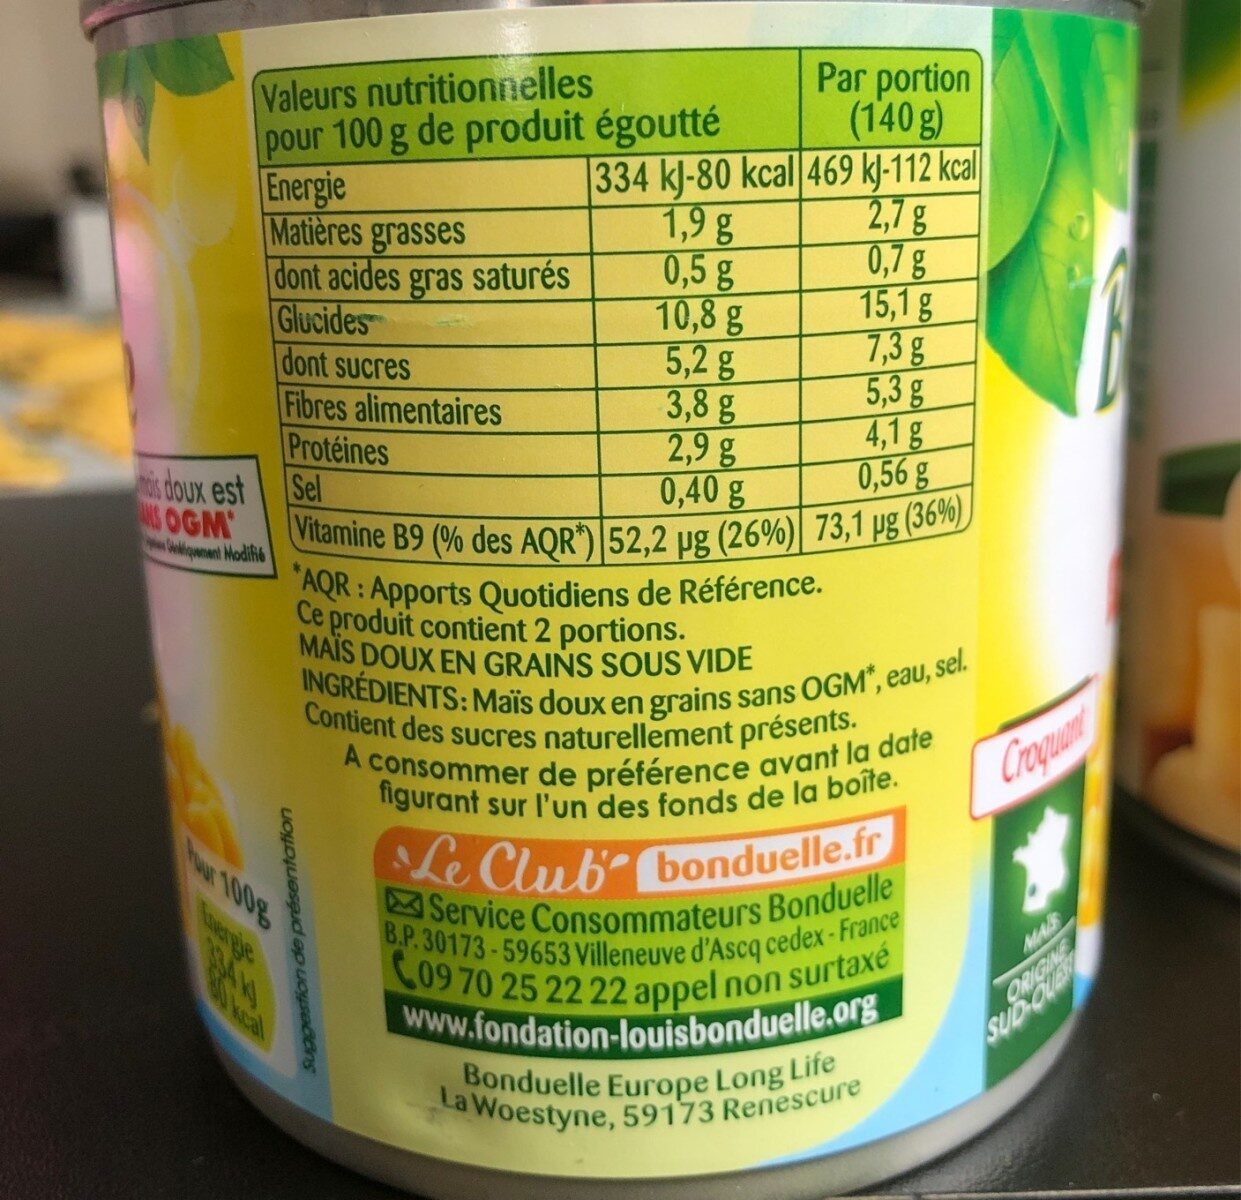 Valeurs nutritionnelles
pour 100 g de produit égoutté
Par portion
(140 g)
Energie 334 kJ-80 kcal 469 kJ-112 kcal
Matières grasses 1,9 g 2,7 g
dont acides gras saturés 0,5 g 0,7 g
Glucides 10,8 g 15,1 g
dont sucres 5,2 g 7,3 g
Fibres alimentaires 3,8 g 5,3 g
Protéines 2,9 g 4,1 g
Sel 0,40 g 0,56 g
Vitamine B9 (% des AQR*) 52,2 µg (26%) 73,1 µg (36%)
*AQR : Apports Quotidiens de Référence.
Ce produit contient 2 portions.
MAÏS DOUX EN GRAINS SOUS VIDE
INGRÉDIENTS: Maïs doux en grains sans OGM*, eau, sel.
Contient des sucres naturellement présents.
A consommer de préférence avant la date
figurant sur l'un des fonds de la boîte.
Le Club bonduelle.fr
Service Consommateurs Bonduelle
B.P. 30173 - 59653 Villeneuve d'Ascq cedex - France
09 70 25 22 22 appel non surtaxé
www.fondation-louisbonduelle.org
Bonduelle Europe Long Life
La Woestyne, 59173 Renescure
doux est
OGM*
Modifié
Pour 100g
Energie
334 kJ
80 kcal
Suggestion de présentation
Croquant
MAÏS
ORIGINE
SUD-OUEST